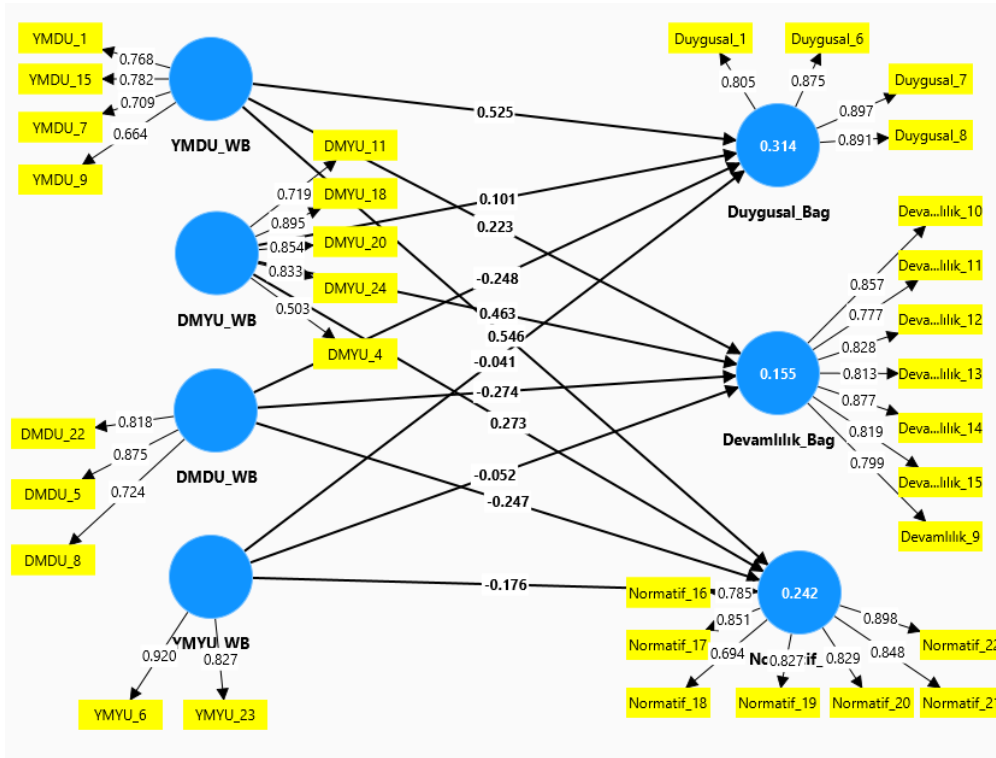 YMDU_1
YMDU_15
YMDU_7
YMDU_9
0.768
0.782
0.709
0.664
YMDU_WB
DMYU_11
DMYU_18
DMYU_20
DMYU_24
DMYU_4
0.719
0.895
0.854
0.833
0.503
DMYU_WB
DMDU_22
DMDU_5
DMDU_8
0.818
0.875
0.724
DMDU_WB
YMYU_WB
0.920
0.827
YMYU_6
YMYU_23
0.525
0.101
0.223
-0.248
0.463
0.546
-0.041
-0.274
0.273
-0.052
-0.247
-0.176
Duygusal_1
Duygusal_6
Duygusal_7
Duygusal_8
0.805
0.875
0.897
0.891
0.314
Duygusal_Bag
Deva...lılık_10
Deva...lılık_11
Deva...lılık_12
Deva...lılık_13
Deva...lılık_14
Deva...lılık_15
Devamlılık_9
0.857
0.777
0.828
0.813
0.877
0.819
0.799
0.155
Devamlılık_Bag
0.242
Normatif_16
Normatif_17
Normatif_18
Normatif_19
Normatif_20
Normatif_21
Normatif_22
0.785
0.851
0.694
0.827
0.829
0.848
0.898